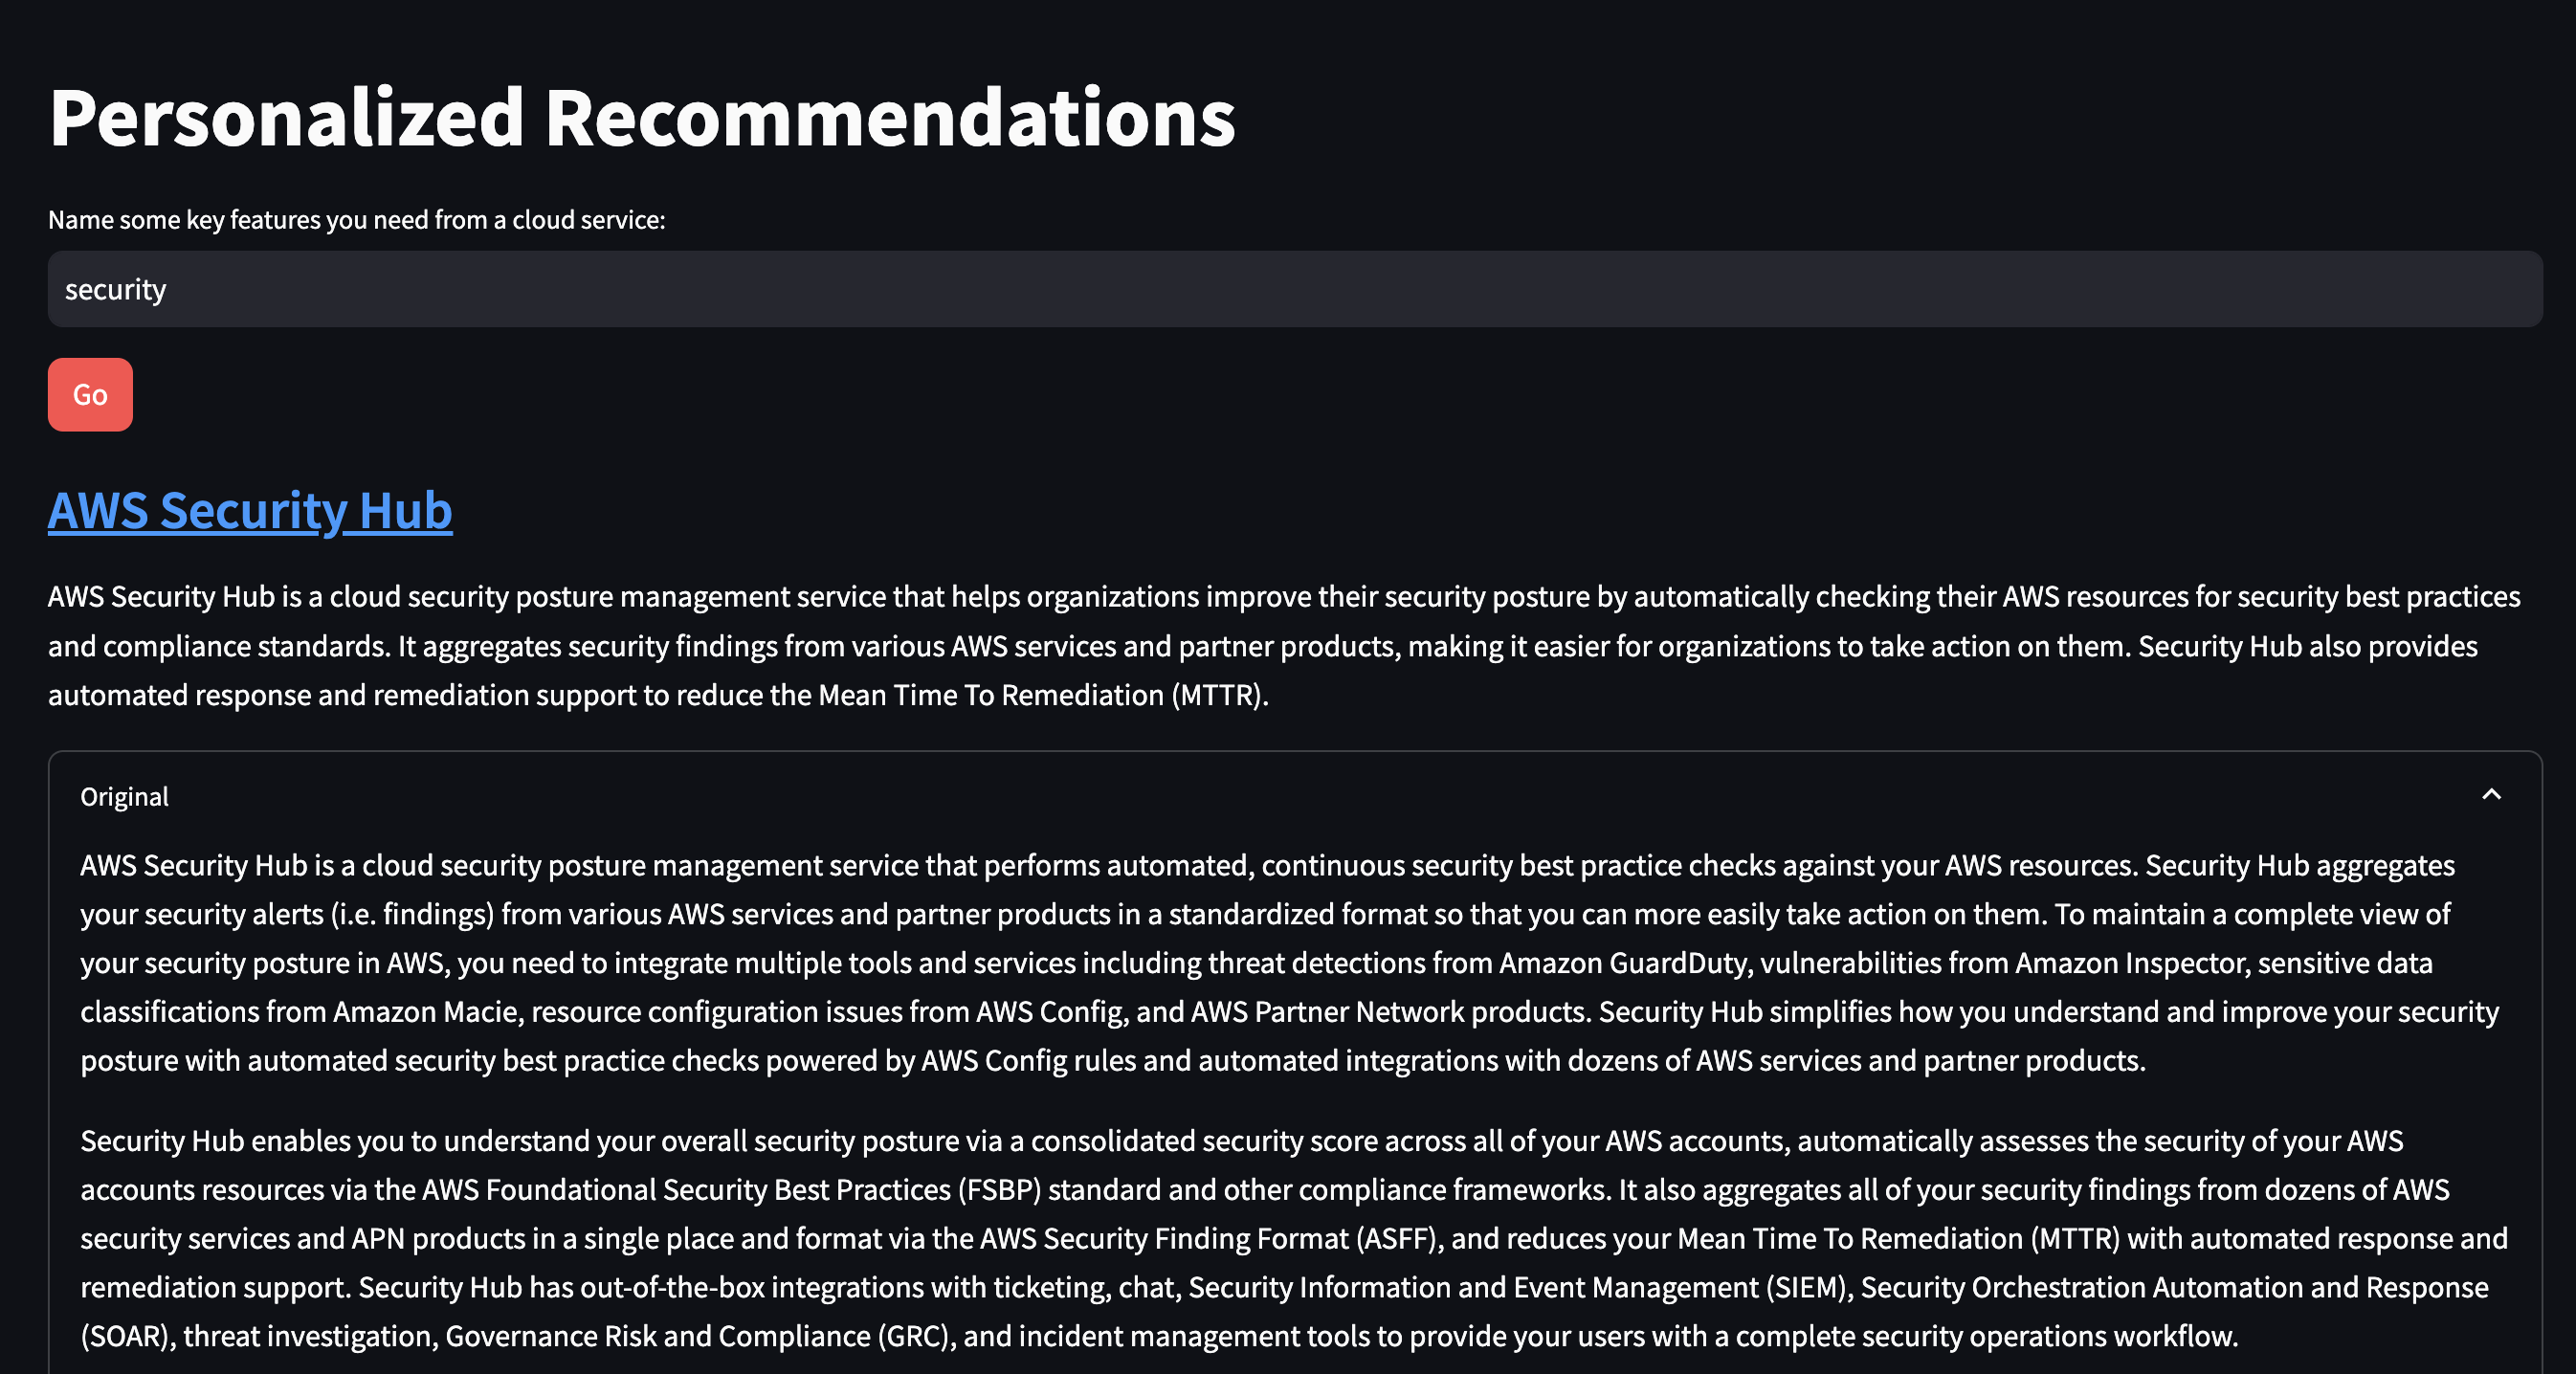 Personalized Recommendations
Name some key features you need from a cloud service:
security
Go
AWS Security Hub
AWS Security Hub is a cloud security posture management service that helps organizations improve their security posture by automatically checking their AWS resources for security best practices
and compliance standards. It aggregates security findings from various AWS services and partner products, making it easier for organizations to take action on them. Security Hub also provides
automated response and remediation support to reduce the Mean Time To Remediation (MTTR).
Original
AWS Security Hub is a cloud security posture management service that performs automated, continuous security best practice checks against your AWS resources. Security Hub aggregates
your security alerts (i.e. findings) from various AWS services and partner products in a standardized format so that you can more easily take action on them. To maintain a complete view of
your security posture in AWS, you need to integrate multiple tools and services including threat detections from Amazon GuardDuty, vulnerabilities from Amazon Inspector, sensitive data
classifications from Amazon Macie, resource configuration issues from AWS Config, and AWS Partner Network products. Security Hub simplifies how you understand and improve your security
posture with automated security best practice checks powered by AWS Config rules and automated integrations with dozens of AWS services and partner products.
Security Hub enables you to understand your overall security posture via a consolidated security score across all of your AWS accounts, automatically assesses the security of your AWS
accounts resources via the AWS Foundational Security Best Practices (FSBP) standard and other compliance frameworks. It also aggregates all of your security findings from dozens of AWS
security services and APN products in a single place and format via the AWS Security Finding Format (ASFF), and reduces your Mean Time To Remediation (MTTR) with automated response and
remediation support. Security Hub has out-of-the-box integrations with ticketing, chat, Security Information and Event Management (SIEM), Security Orchestration Automation and Response
(SOAR), threat investigation, Governance Risk and Compliance (GRC), and incident management tools to provide your users with a complete security operations workflow.